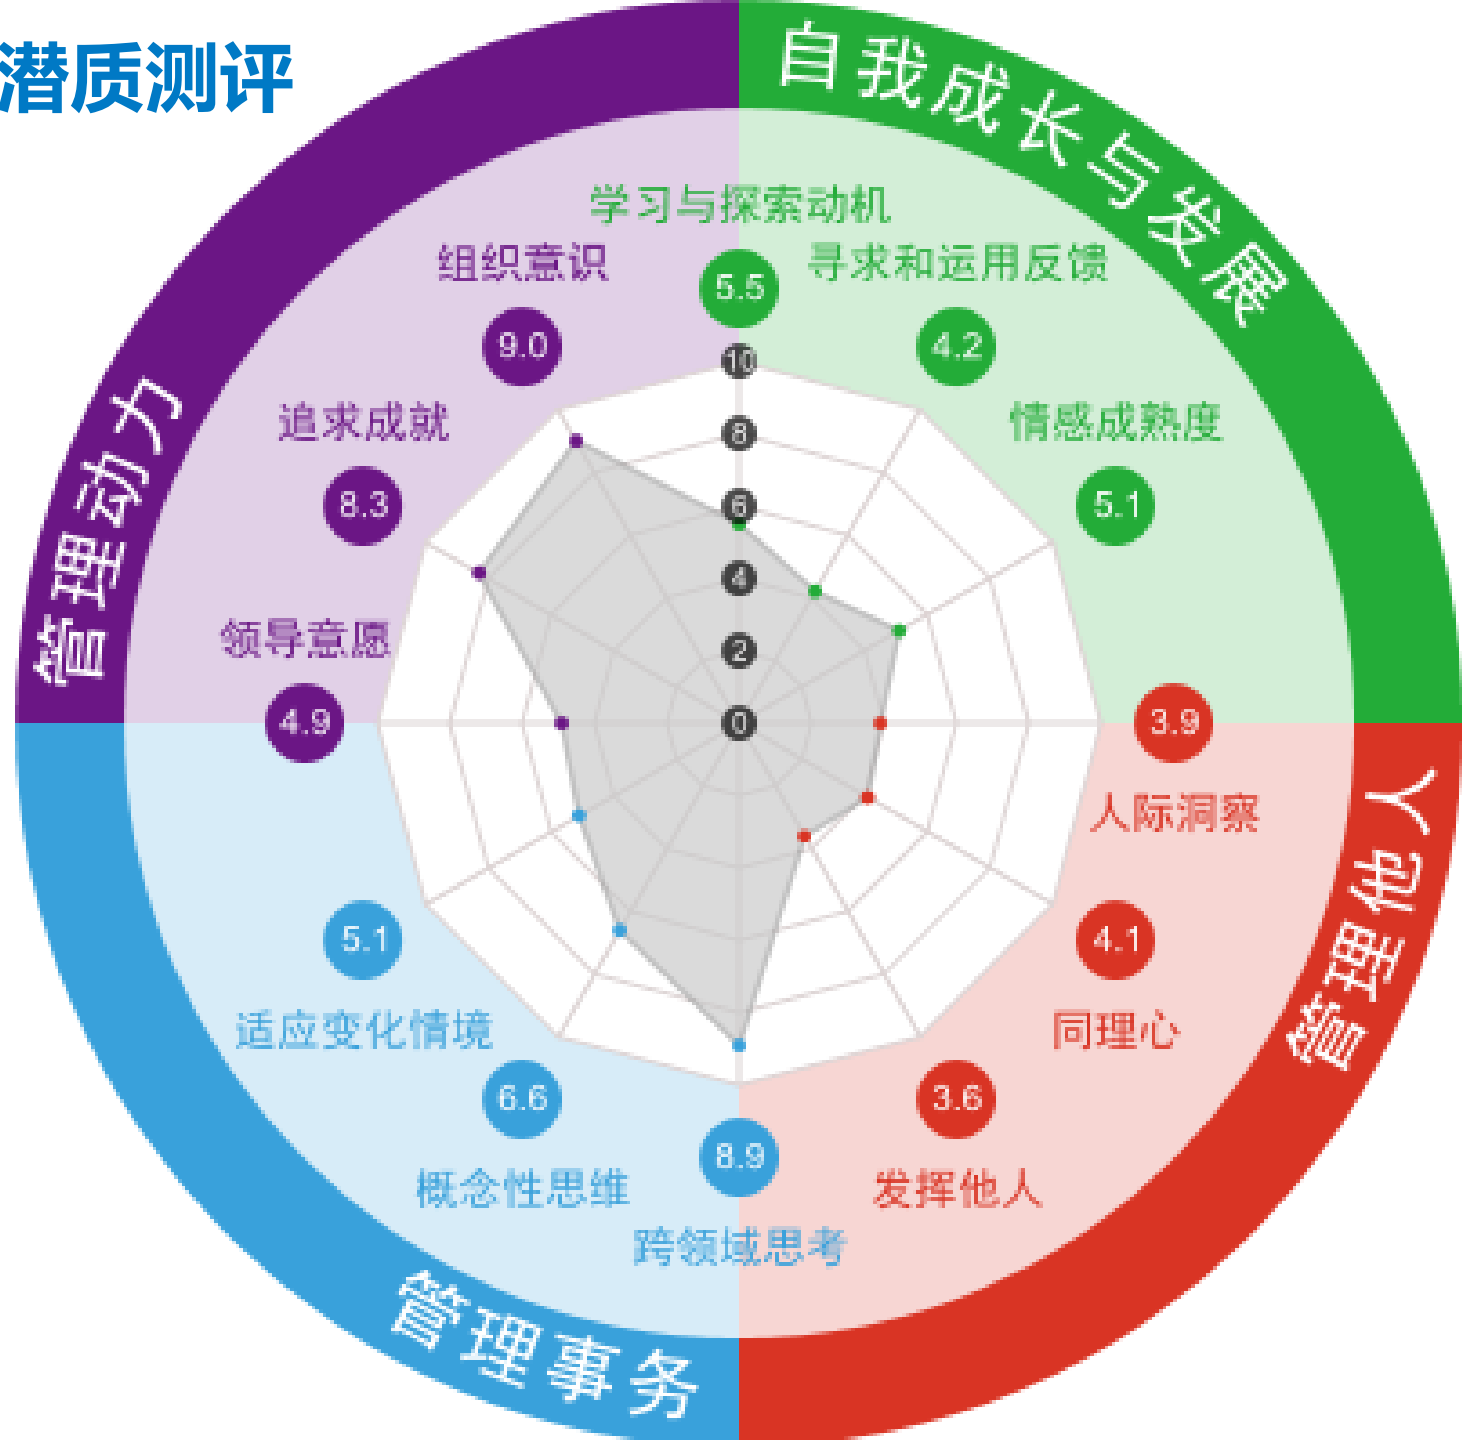 潜质测评
自我成长与发展
学习与探索动机
5.5
寻求和运用反馈
4.2
情感成熟度
5.1
管理他人
3.9
人际洞察
4.1
同理心
3.6
发挥他人
管理事务
8.9
跨领域思考
6.6
概念性思维
5.1
适应变化情境
管理动力
领导意愿
4.9
追求成就
8.3
组织意识
9.0
10
8
6
4
2
0